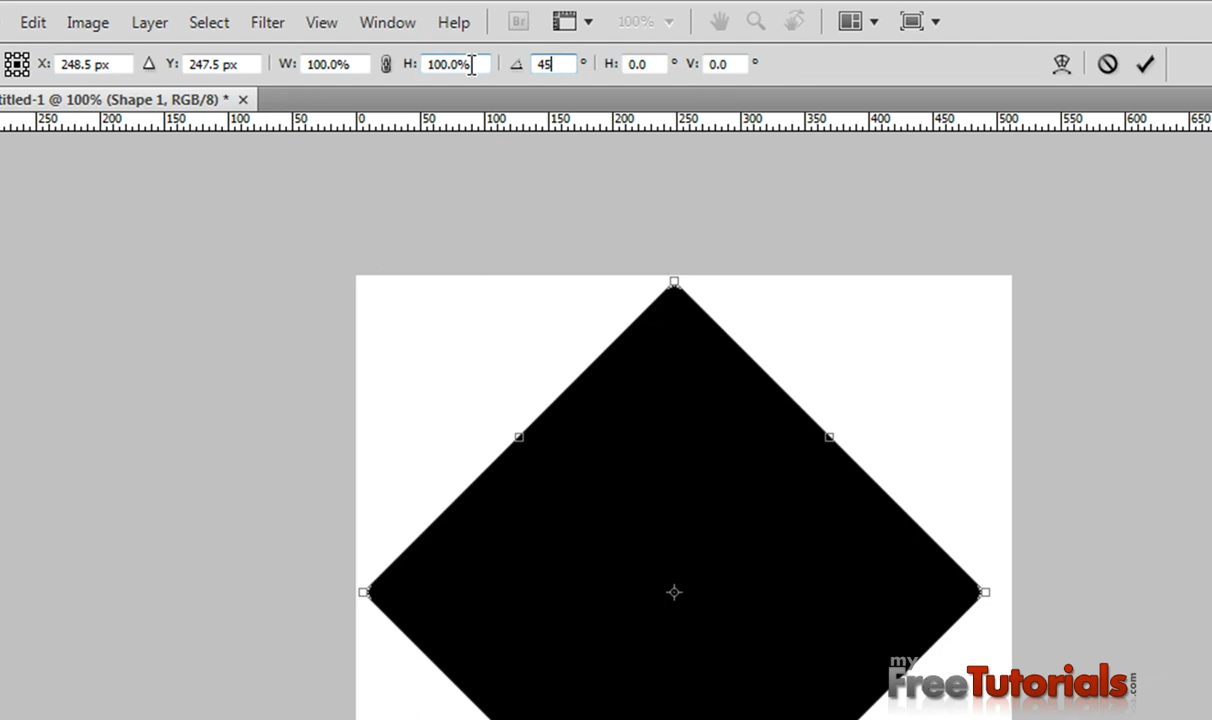 Edit Image Layer Select Filter View Window Help Br 100%
X: 248.5 px Y: 247.5 px W: 100.0% H: 100.0% 45 ° H: 0.0 ° V: 0.0 °
titled-1 @ 100% (Shape 1, RGB/8) *
250 200 150 100 50 0 50 100 150 200 250 300 350 400 450 500 550 600 650
my
FreeTutorials.com